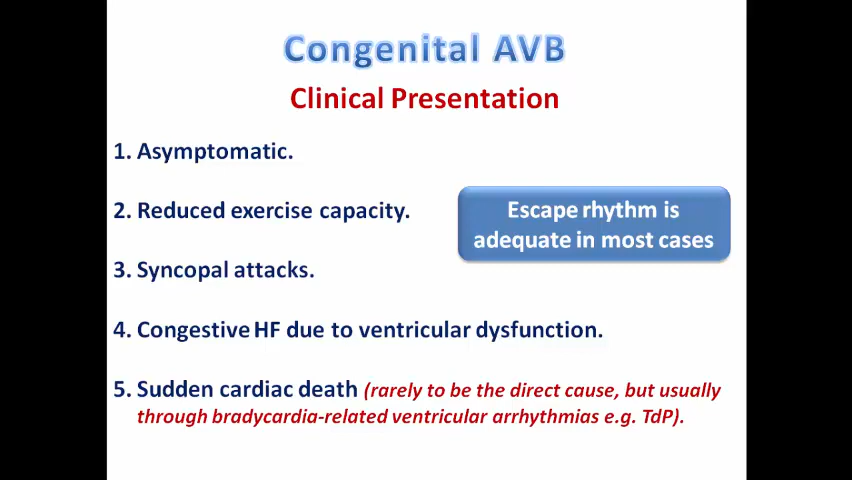 Congenital AVB
Clinical Presentation
1. Asymptomatic.
2. Reduced exercise capacity.
Escape rhythm is
adequate in most cases
3. Syncopal attacks.
4. Congestive HF due to ventricular dysfunction.
5. Sudden cardiac death (rarely to be the direct cause, but usually
through bradycardia-related ventricular arrhythmias e.g. TdP).